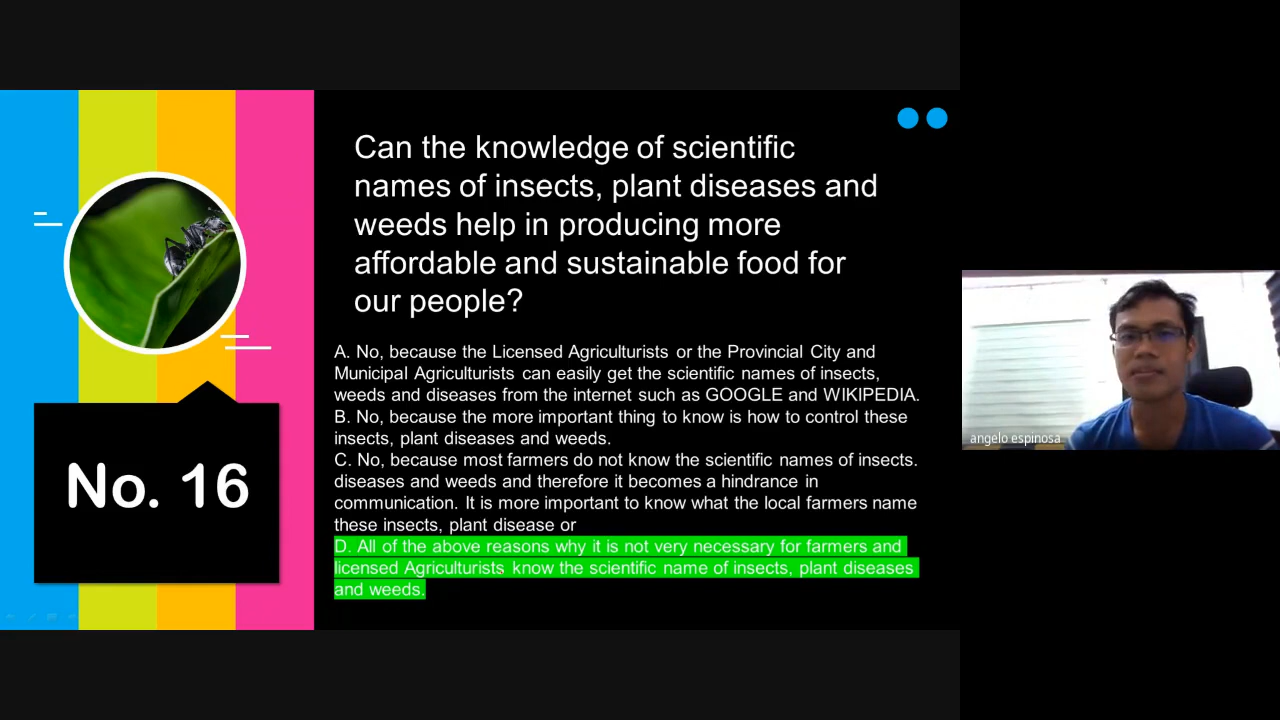 Can the knowledge of scientific
names of insects, plant diseases and
weeds help in producing more
affordable and sustainable food for
our people?
A. No, because the Licensed Agriculturists or the Provincial City and
Municipal Agriculturists can easily get the scientific names of insects,
weeds and diseases from the internet such as GOOGLE and WIKIPEDIA.
B. No, because the more important thing to know is how to control these
insects, plant diseases and weeds.
C. No, because most farmers do not know the scientific names of insects.
diseases and weeds and therefore it becomes a hindrance in
communication. It is more important to know what the local farmers name
these insects, plant disease or
D. All of the above reasons why it is not very necessary for farmers and
licensed Agriculturists know the scientific name of insects, plant diseases
and weeds.
No. 16
angelo espinosa